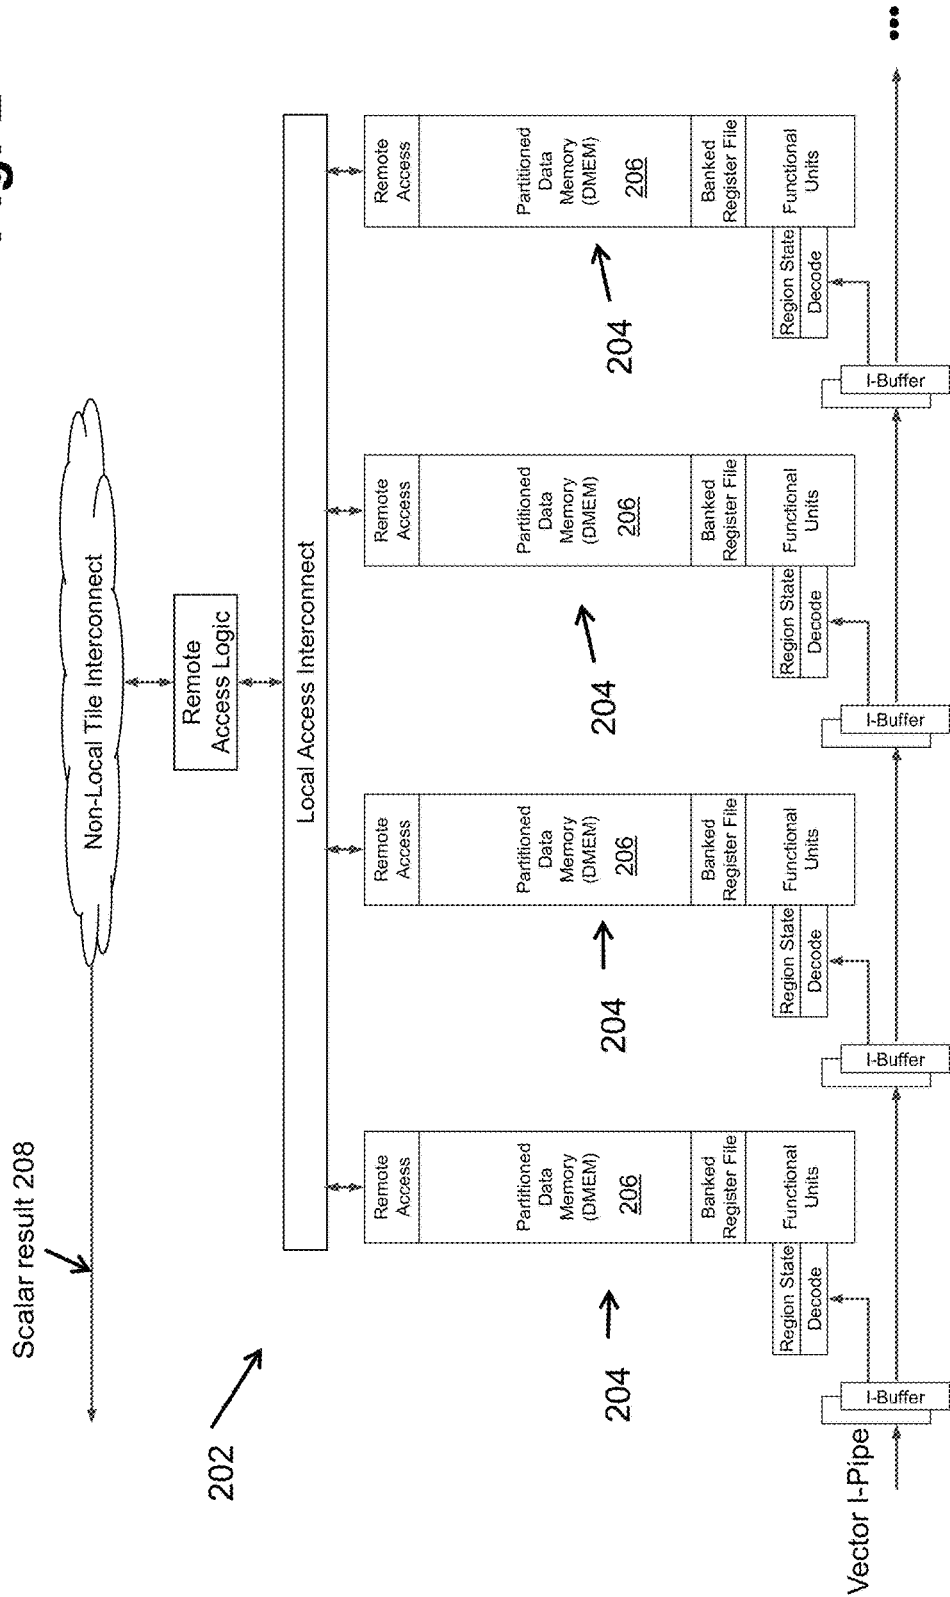 Scalar result 208
Non-Local Tile Interconnect
Remote
Access Logic
202
Local Access Interconnect
204
Remote
Access
Partitioned
Data
Memory
(DMEM)
206
Banked
Register File
Functional
Units
Region State
Decode
I-Buffer
204
Remote
Access
Partitioned
Data
Memory
(DMEM)
206
Banked
Register File
Functional
Units
Region State
Decode
I-Buffer
204
Remote
Access
Partitioned
Data
Memory
(DMEM)
206
Banked
Register File
Functional
Units
Region State
Decode
I-Buffer
204
Remote
Access
Partitioned
Data
Memory
(DMEM)
206
Banked
Register File
Functional
Units
Region State
Decode
I-Buffer
Vector I-Pipe